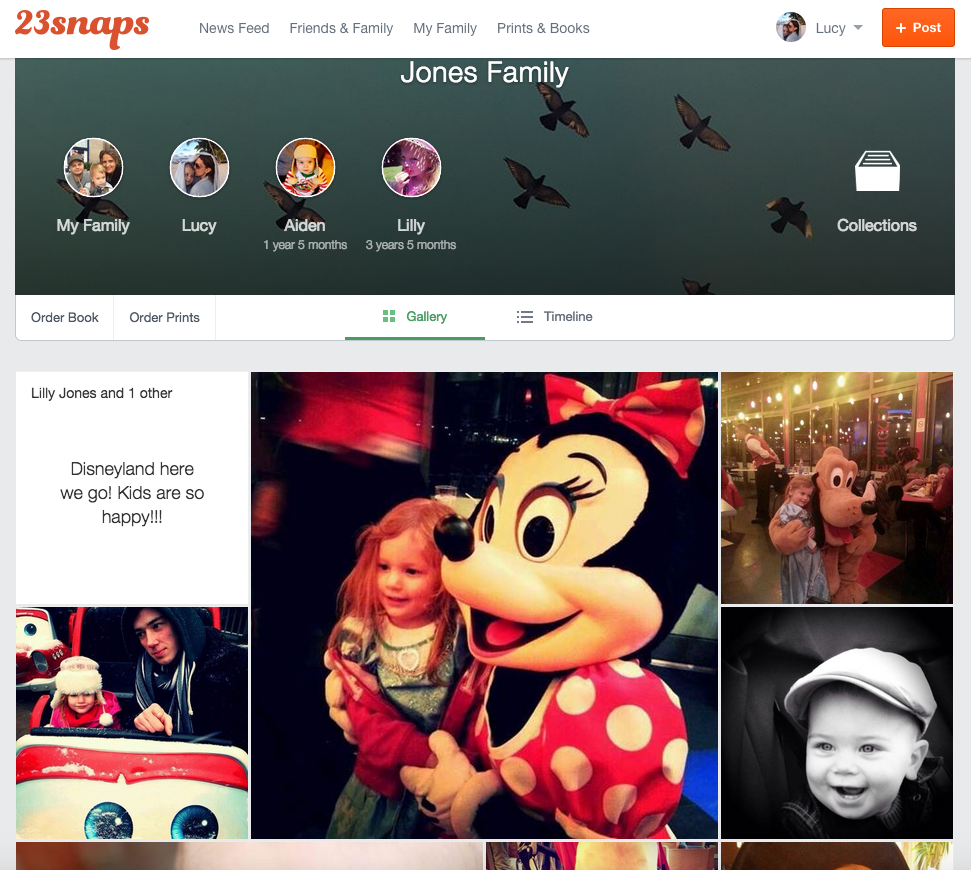 23snaps
News Feed
Friends & Family
My Family
Prints & Books
Lucy
+ Post
Jones Family
My Family
Lucy
Aiden
1 year 5 months
Lilly
3 years 5 months
Collections
Order Book
Order Prints
Gallery
Timeline
Lilly Jones and 1 other
Disneyland here
we go! Kids are so
happy!!!